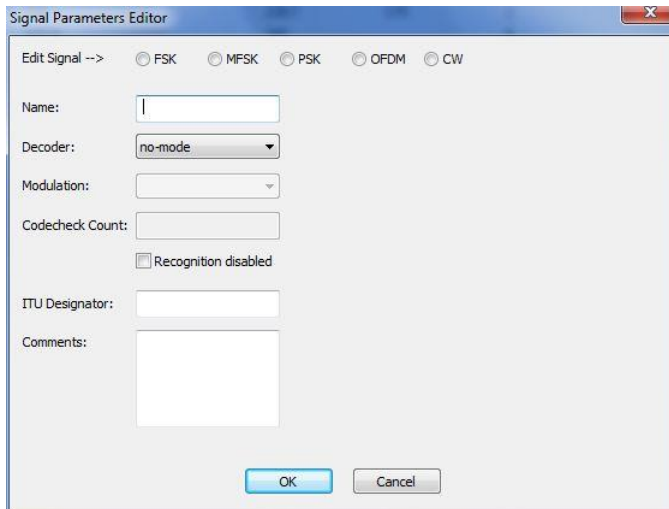 Signal Parameters Editor
Edit Signal --> FSK MFSK PSK OFDM CW
Name:
Decoder: no-mode
Modulation:
Codecheck Count:
Recognition disabled
ITU Designator:
Comments:
OK Cancel